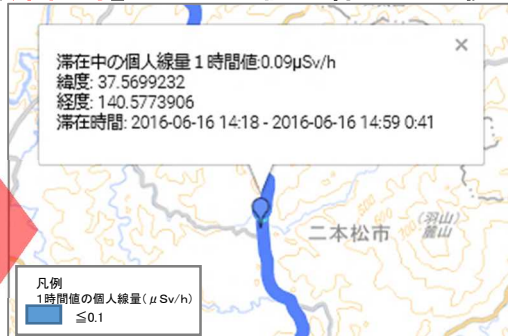 滞在中の個人線量1時間値:0.09μSv/h
緯度: 37.5699232
経度: 140.5773906
滞在時間: 2016-06-16 14:18 - 2016-06-16 14:59 0:41
二本松市
(羽山)
麓山
凡例
1時間値の個人線量(μSv/h)
≦0.1